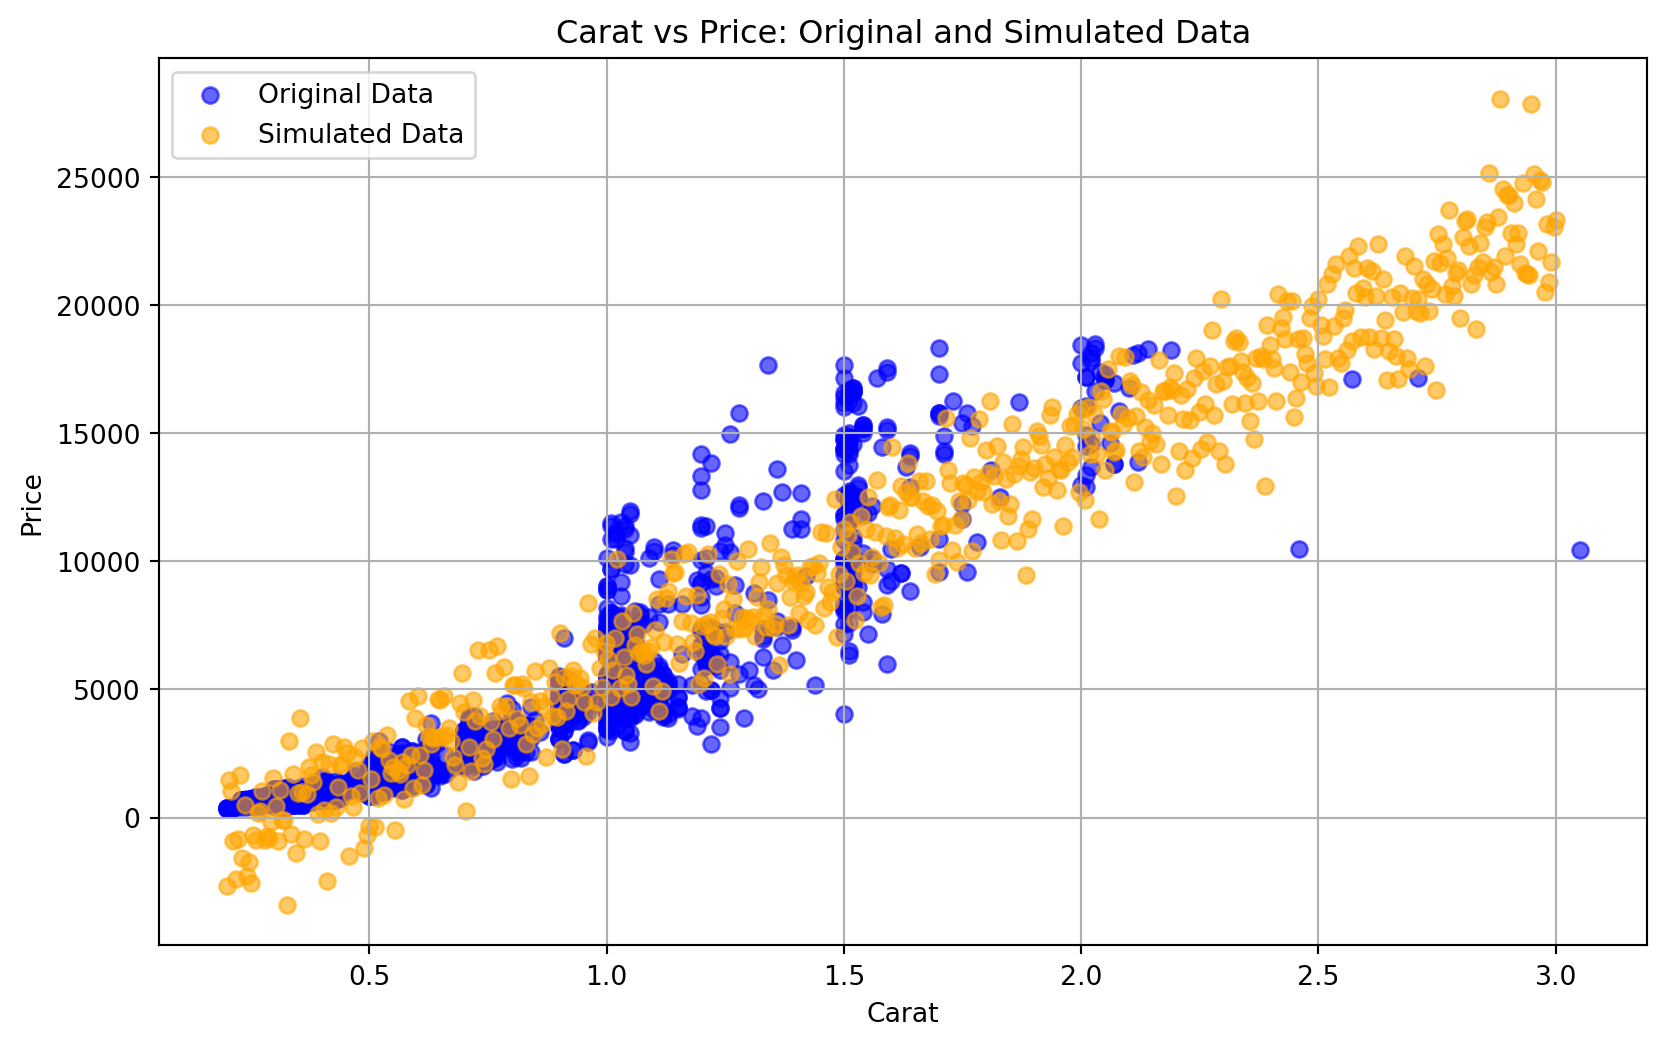 Carat vs Price: Original and Simulated Data
Original Data
Simulated Data
25000
20000
15000
10000
5000
0
Price
0.5 1.0 1.5 2.0 2.5 3.0
Carat